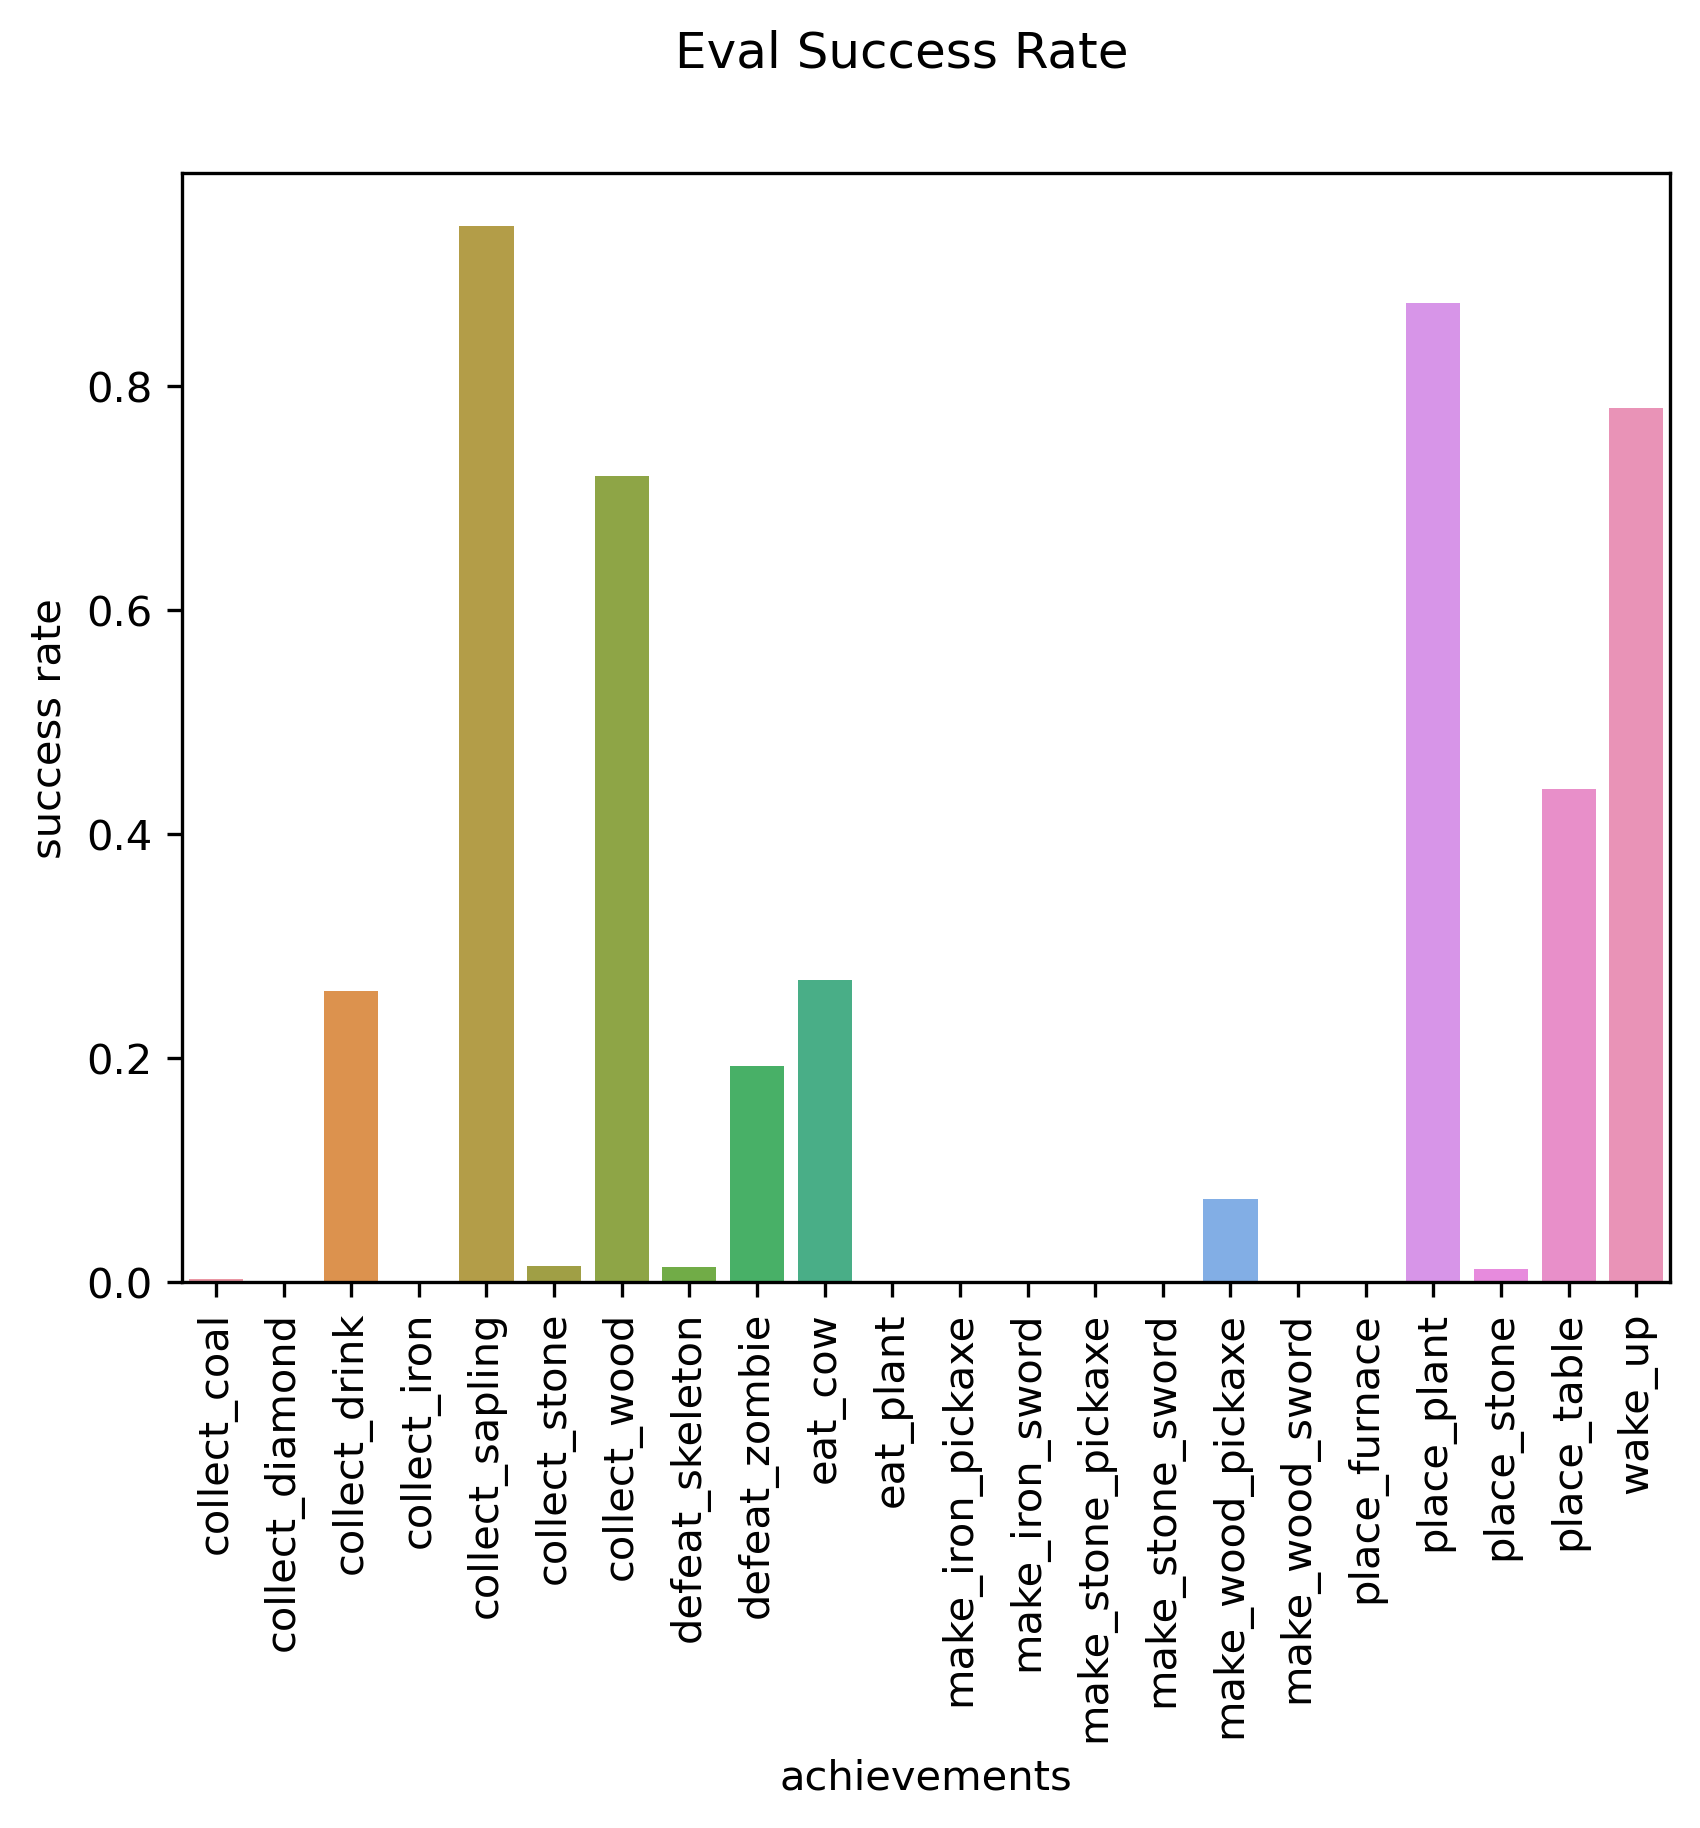 Eval Success Rate
success rate
0.8
0.6
0.4
0.2
0.0
collect_coal
collect_diamond
collect_drink
collect_iron
collect_sapling
collect_stone
collect_wood
defeat_skeleton
defeat_zombie
eat_cow
eat_plant
make_iron_pickaxe
make_iron_sword
make_stone_pickaxe
make_stone_sword
make_wood_pickaxe
make_wood_sword
place_furnace
place_plant
place_stone
place_table
wake_up
achievements